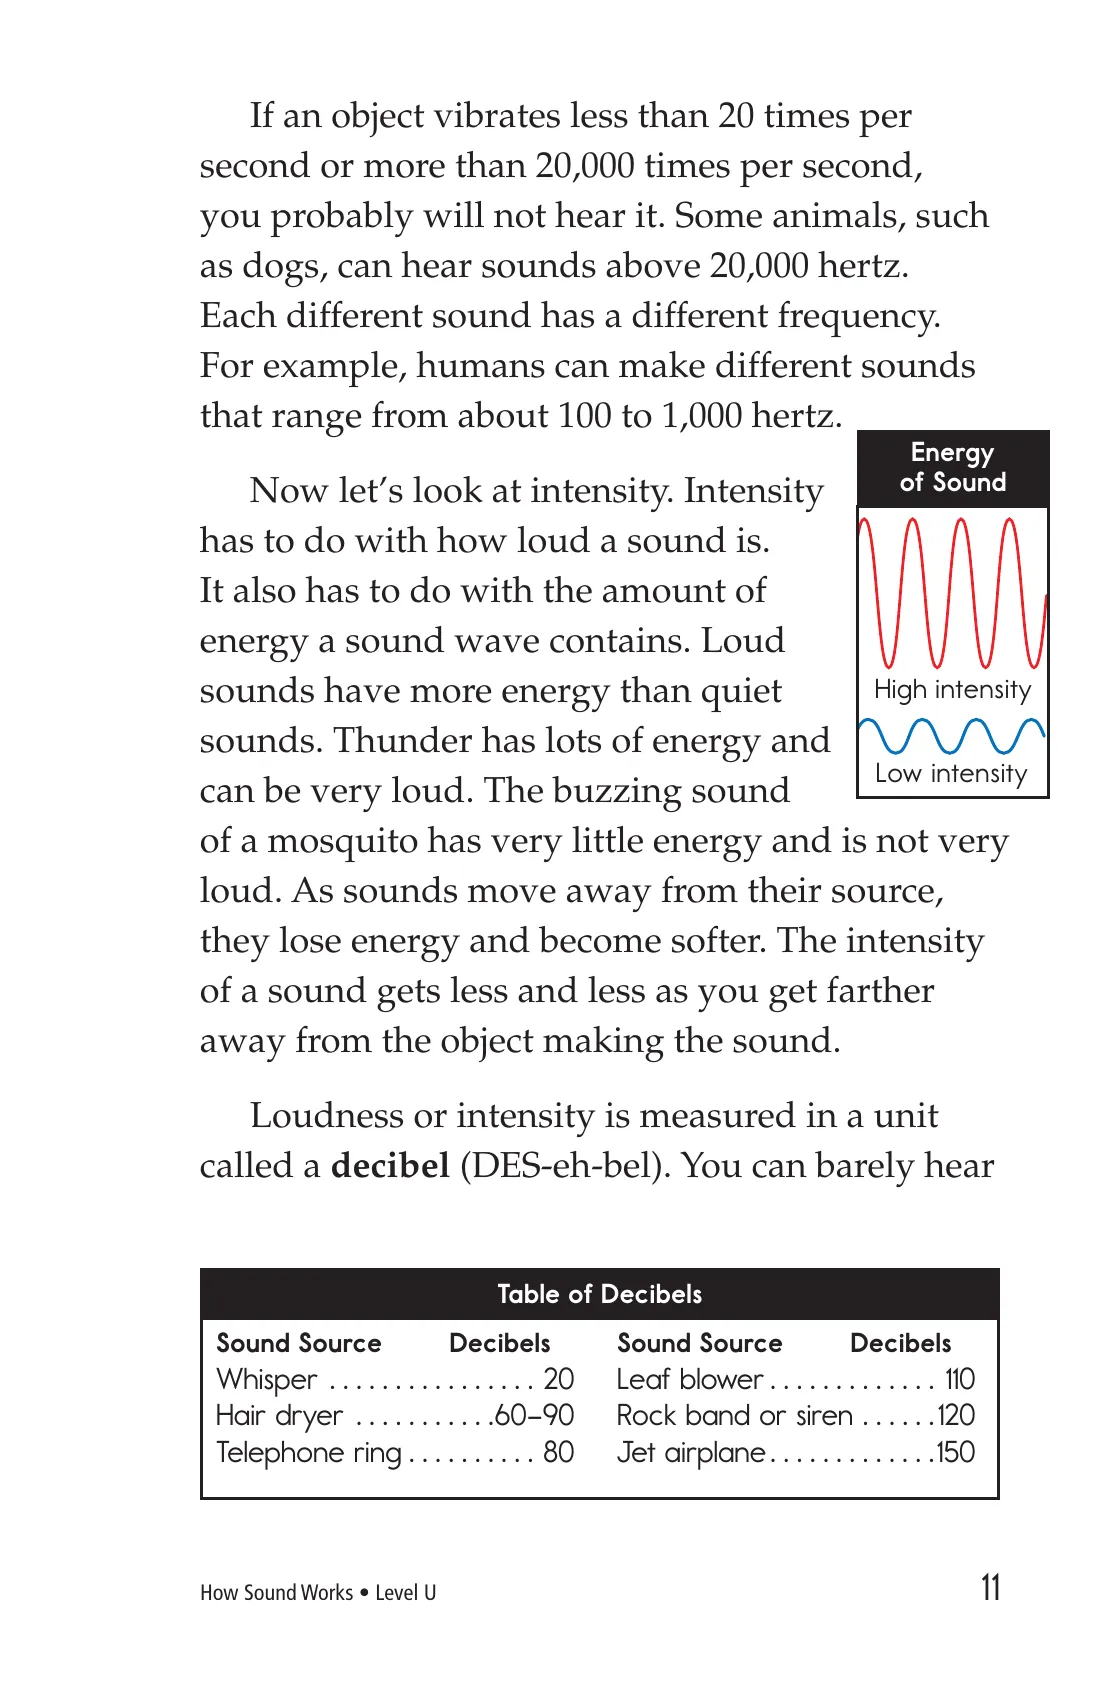 If an object vibrates less than 20 times per
second or more than 20,000 times per second,
you probably will not hear it. Some animals, such
as dogs, can hear sounds above 20,000 hertz.
Each different sound has a different frequency.
For example, humans can make different sounds
that range from about 100 to 1,000 hertz.
Now let’s look at intensity. Intensity
has to do with how loud a sound is.
It also has to do with the amount of
energy a sound wave contains. Loud
sounds have more energy than quiet
sounds. Thunder has lots of energy and
can be very loud. The buzzing sound
of a mosquito has very little energy and is not very
loud. As sounds move away from their source,
they lose energy and become softer. The intensity
of a sound gets less and less as you get farther
away from the object making the sound.
Energy
of Sound
High intensity
Low intensity
Loudness or intensity is measured in a unit
called a decibel (DES-eh-bel). You can barely hear
Table of Decibels
Sound Source Decibels Sound Source Decibels
Whisper . . . . . . . . . . . . . . . . 20 Leaf blower . . . . . . . . . . . . . 110
Hair dryer . . . . . . . . . . .60–90 Rock band or siren . . . . . .120
Telephone ring . . . . . . . . . . 80 Jet airplane. . . . . . . . . . . . .150
How Sound Works • Level U 11